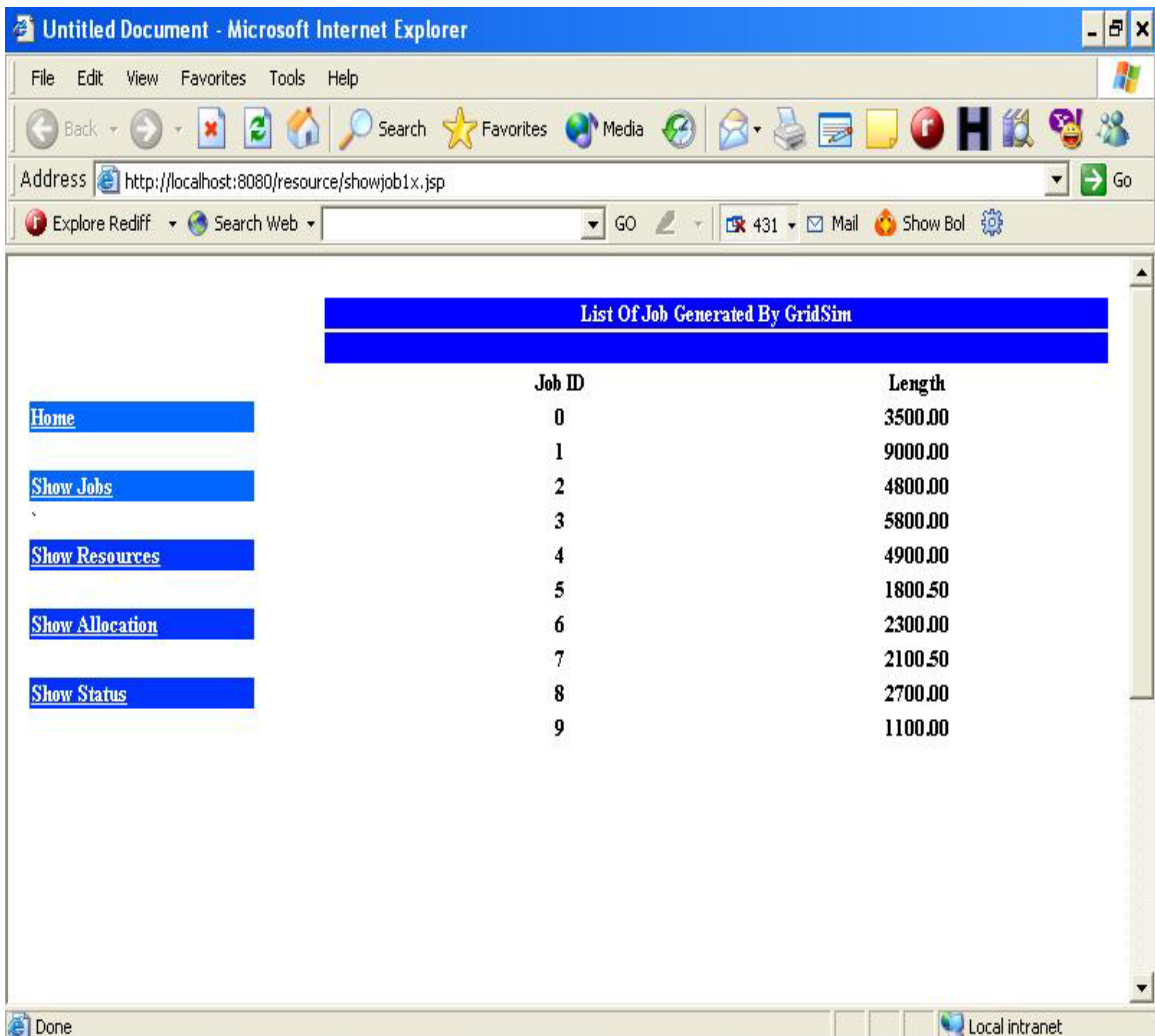 Untitled Document - Microsoft Internet Explorer
File Edit View Favorites Tools Help
Back Search Favorites Media
Address http://localhost:8080/resource/showjob1x.jsp Go
Explore Rediff Search Web GO 431 Mail Show Bol
List Of Job Generated By GridSim
Job ID Length
Home 0 3500.00
1 9000.00
Show Jobs 2 4800.00
` 3 5800.00
Show Resources 4 4900.00
5 1800.50
Show Allocation 6 2300.00
7 2100.50
Show Status 8 2700.00
9 1100.00
Done Local intranet